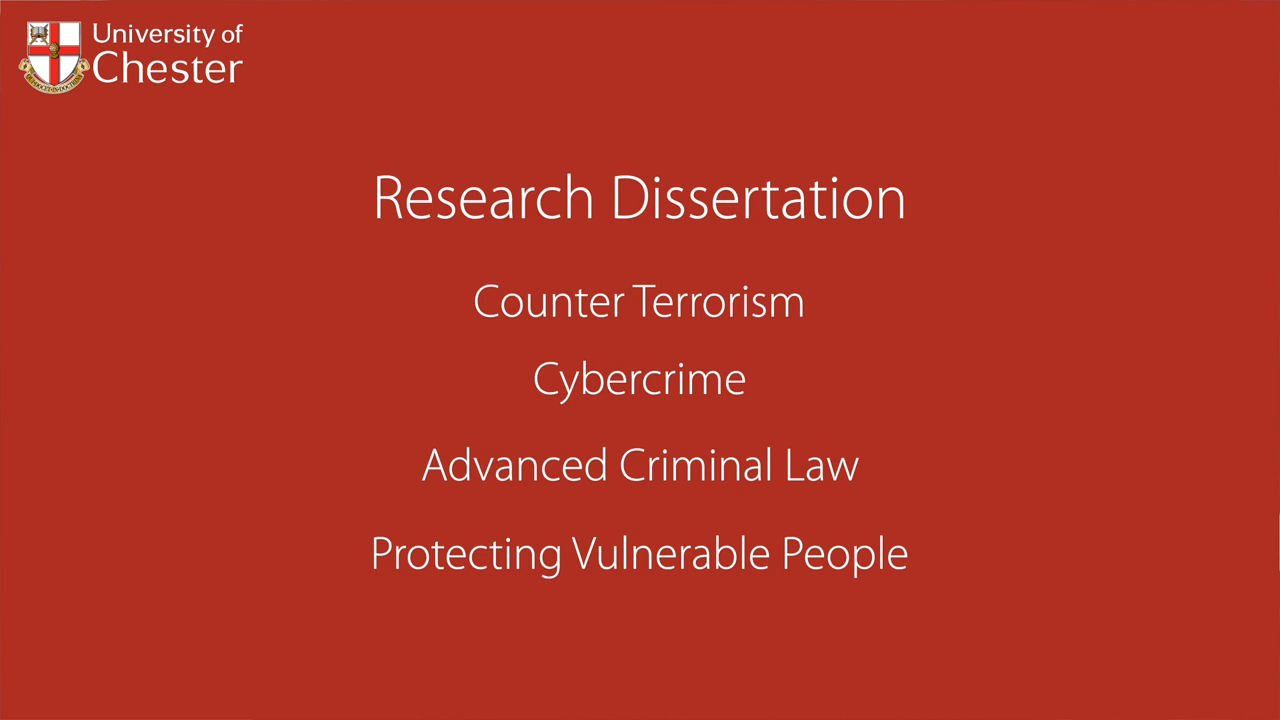 University of
Chester
Research Dissertation
Counter Terrorism
Cybercrime
Advanced Criminal Law
Protecting Vulnerable People